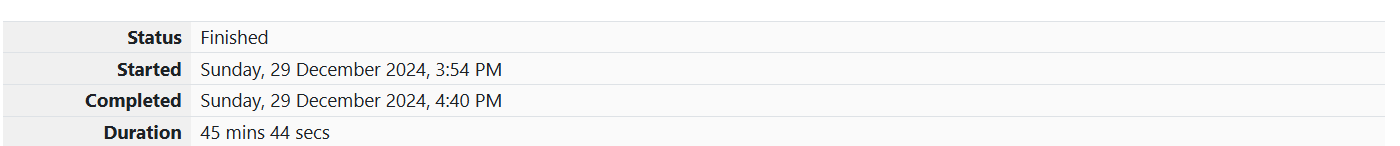 Status Finished
Started Sunday, 29 December 2024, 3:54 PM
Completed Sunday, 29 December 2024, 4:40 PM
Duration 45 mins 44 secs